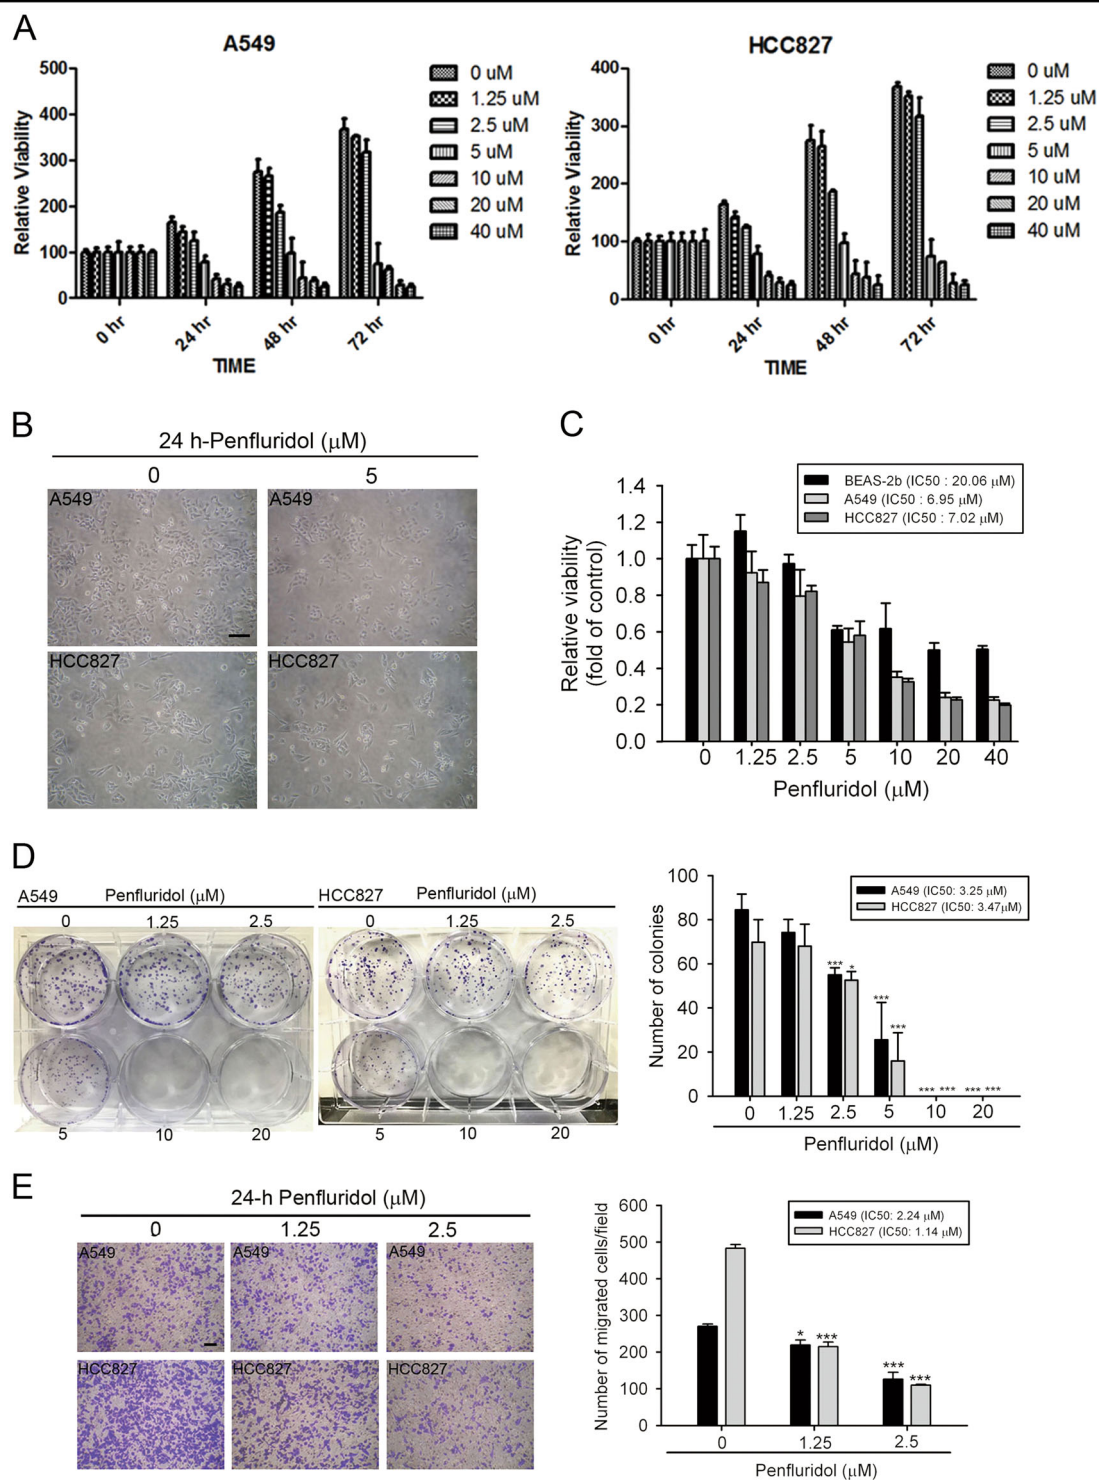 A
A549
500
400
300
200
100
0
Relative Viability
0 hr
24 hr
48 hr
72 hr
TIME
0 uM
1.25 uM
2.5 uM
5 uM
10 uM
20 uM
40 uM
HCC827
400
300
200
100
0
Relative Viability
0 hr
24 hr
48 hr
72 hr
TIME
0 uM
1.25 uM
2.5 uM
5 uM
10 uM
20 uM
40 uM
B
24 h-Penfluridol (μM)
0 5
A549 A549
HCC827 HCC827
C
BEAS-2b (IC50 : 20.06 μM)
A549 (IC50 : 6.95 μM)
HCC827 (IC50 : 7.02 μM)
1.4
1.2
1.0
0.8
0.6
0.4
0.2
0.0
Relative viability
(fold of control)
0 1.25 2.5 5 10 20 40
Penfluridol (μM)
D
A549 Penfluridol (μM)
0 1.25 2.5
5 10 20
HCC827 Penfluridol (μM)
0 1.25 2.5
5 10 20
A549 (IC50: 3.25 μM)
HCC827 (IC50: 3.47μM)
100
80
60
40
20
0
Number of colonies
*** *
*** ***
*** *** *** ***
0 1.25 2.5 5 10 20
Penfluridol (μM)
E
24-h Penfluridol (μM)
0 1.25 2.5
A549 A549 A549
HCC827 HCC827 HCC827
A549 (IC50: 2.24 μM)
HCC827 (IC50: 1.14 μM)
600
500
400
300
200
100
0
Number of migrated cells/field
* ***
*** ***
0 1.25 2.5
Penfluridol (μM)